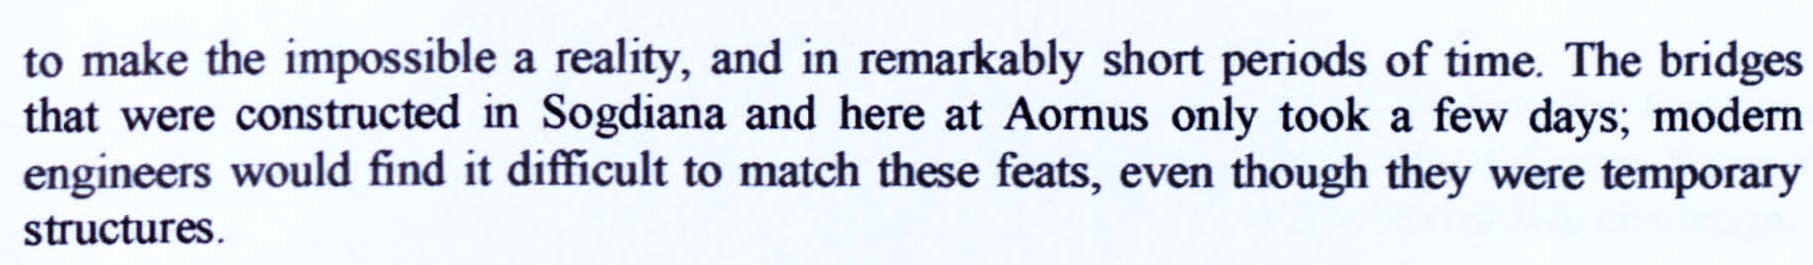 to make the impossible a reality, and in remarkably short periods of time. The bridges
that were constructed in Sogdiana and here at Aornus only took a few days; modern
engineers would find it difficult to match these feats, even though they were temporary
structures.